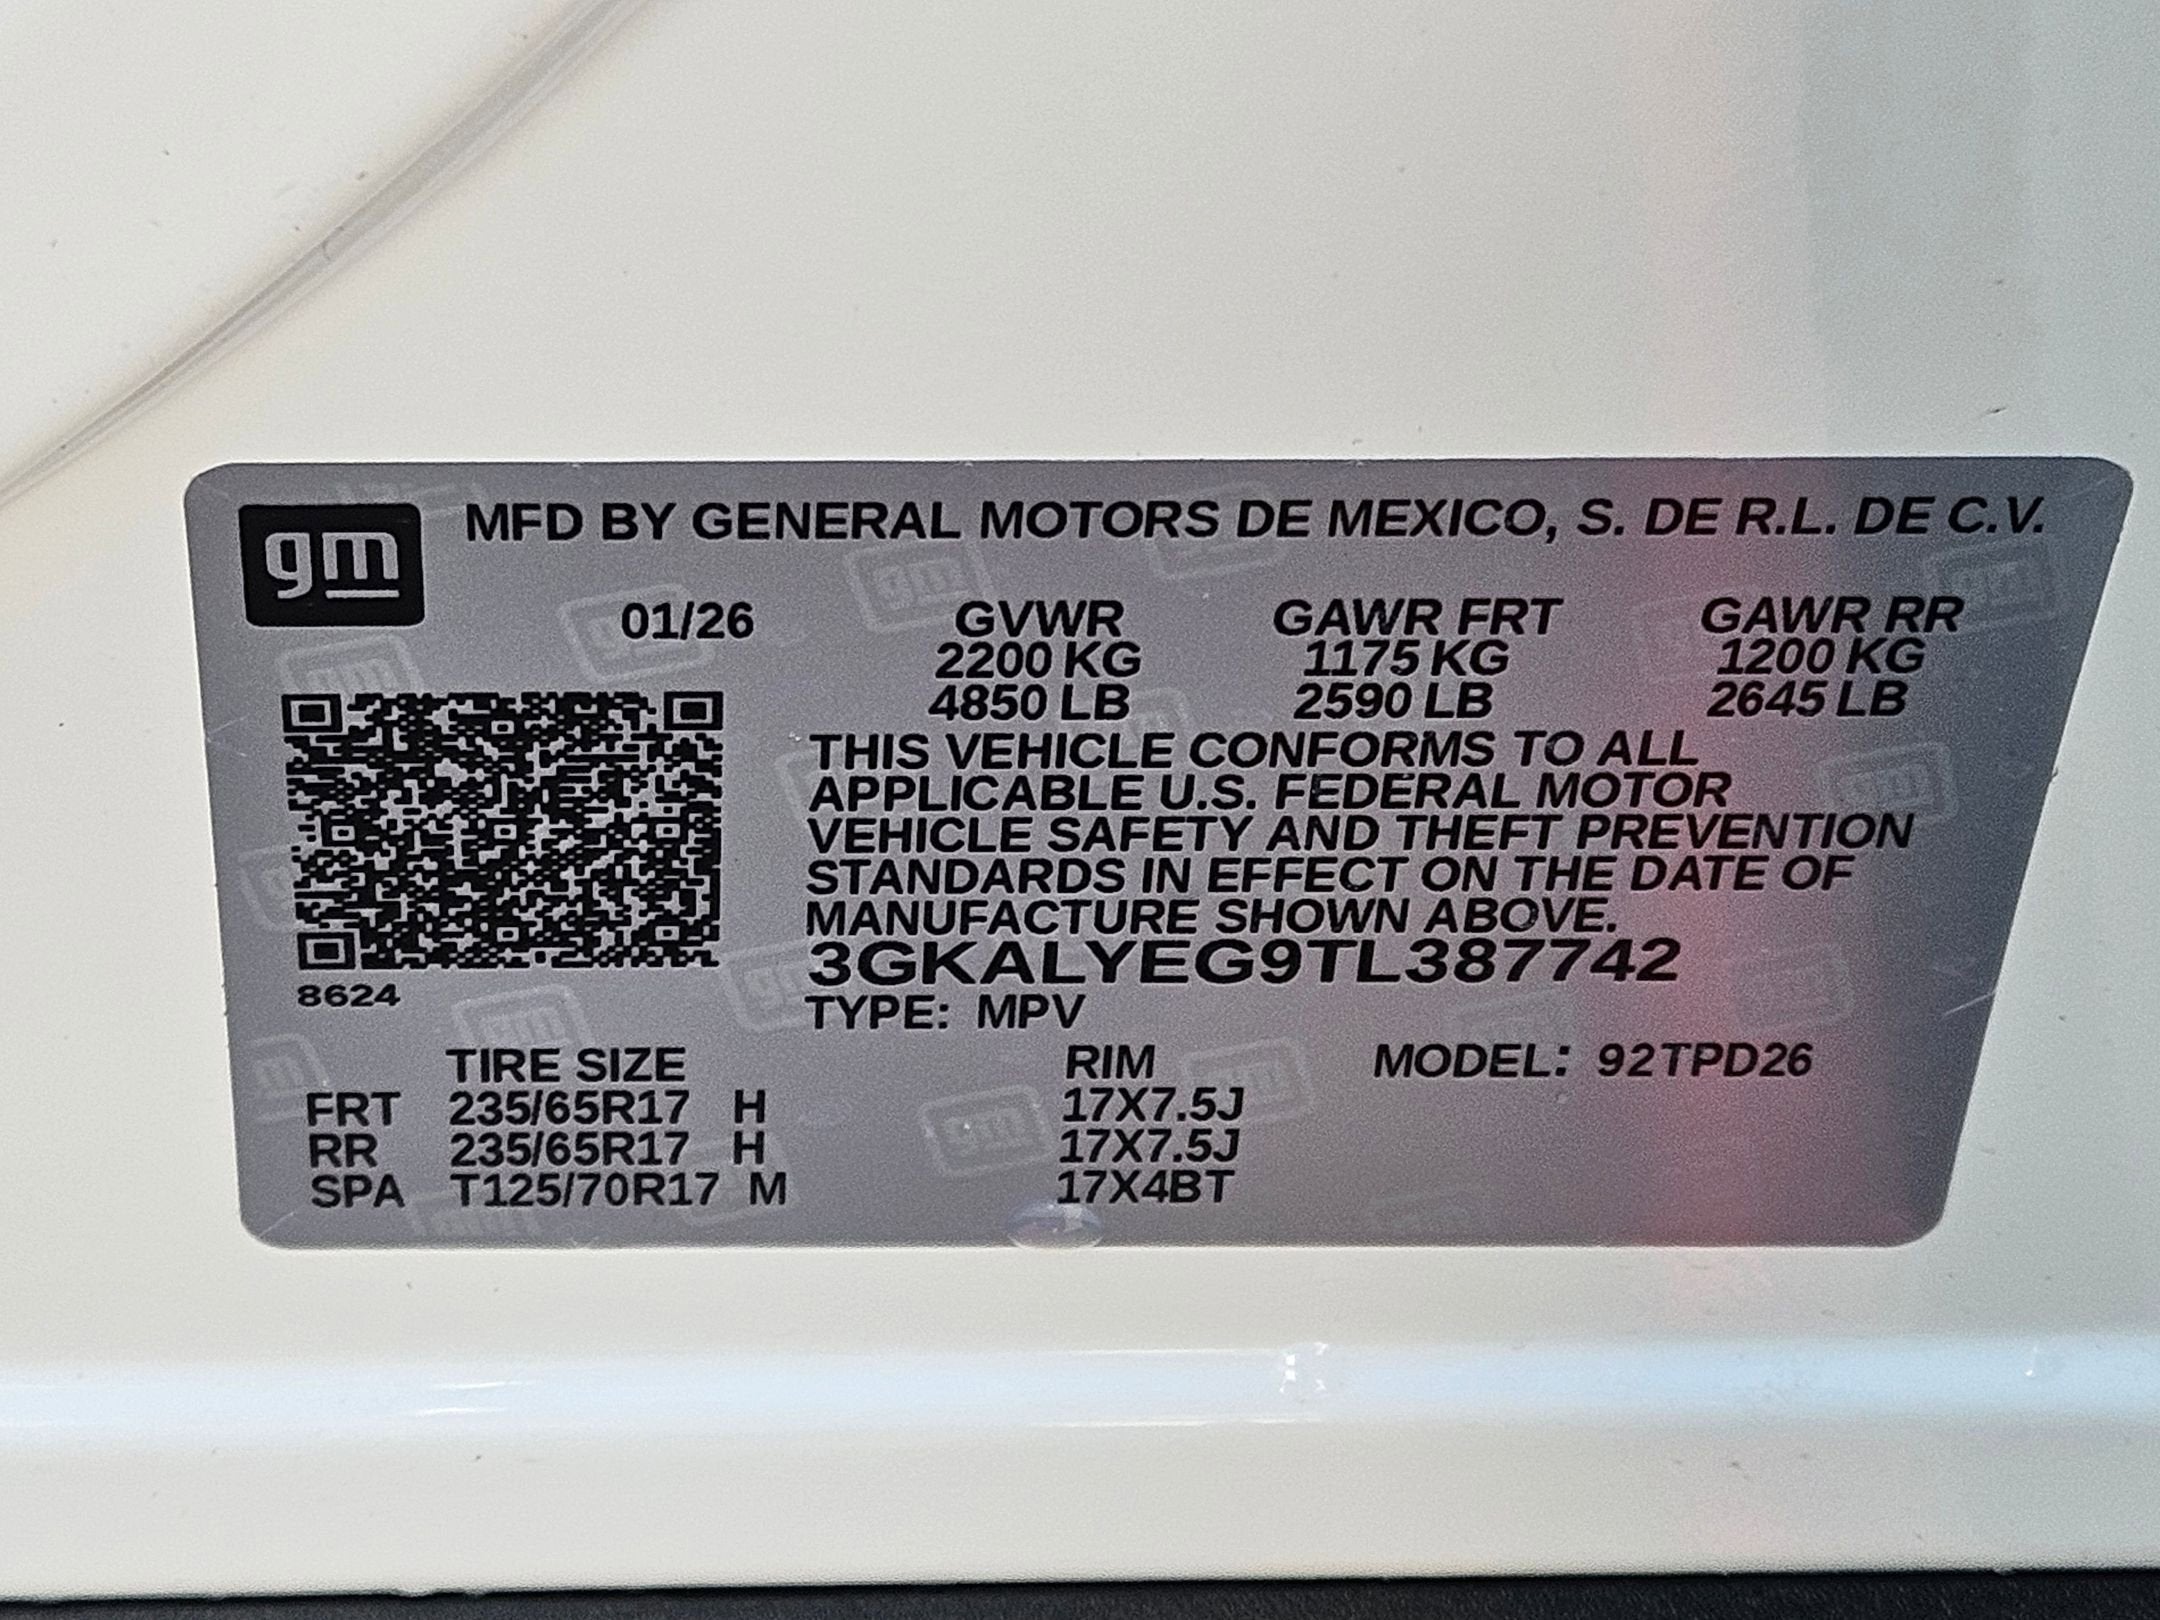 gm
MFD BY GENERAL MOTORS DE MEXICO, S. DE R.L. DE C.V.
01/26 GVWR GAWR FRT GAWR RR
2200 KG 1175 KG 1200 KG
4850 LB 2590 LB 2645 LB
THIS VEHICLE CONFORMS TO ALL
APPLICABLE U.S. FEDERAL MOTOR
VEHICLE SAFETY AND THEFT PREVENTION
STANDARDS IN EFFECT ON THE DATE OF
MANUFACTURE SHOWN ABOVE.
3GKALYEG9TL387742
8624
TYPE: MPV
TIRE SIZE RIM MODEL: 92TPD26
FRT 235/65R17 H 17X7.5J
RR 235/65R17 H 17X7.5J
SPA T125/70R17 M 17X4BT